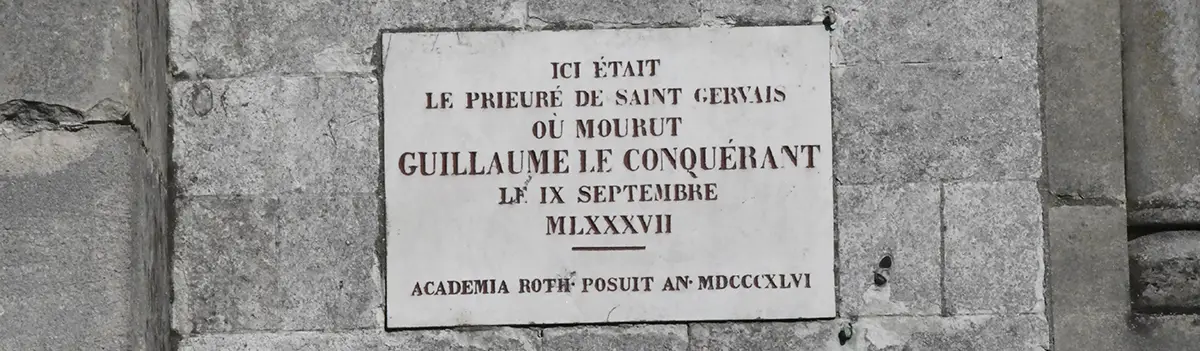 ICI ÉTAIT
LE PRIEURÉ DE SAINT GERVAIS
OÙ MOURUT
GUILLAUME LE CONQUÉRANT
LE IX SEPTEMBRE
MLXXXVII
ACADEMIA ROTH· POSUIT AN· MDCCCXLVI